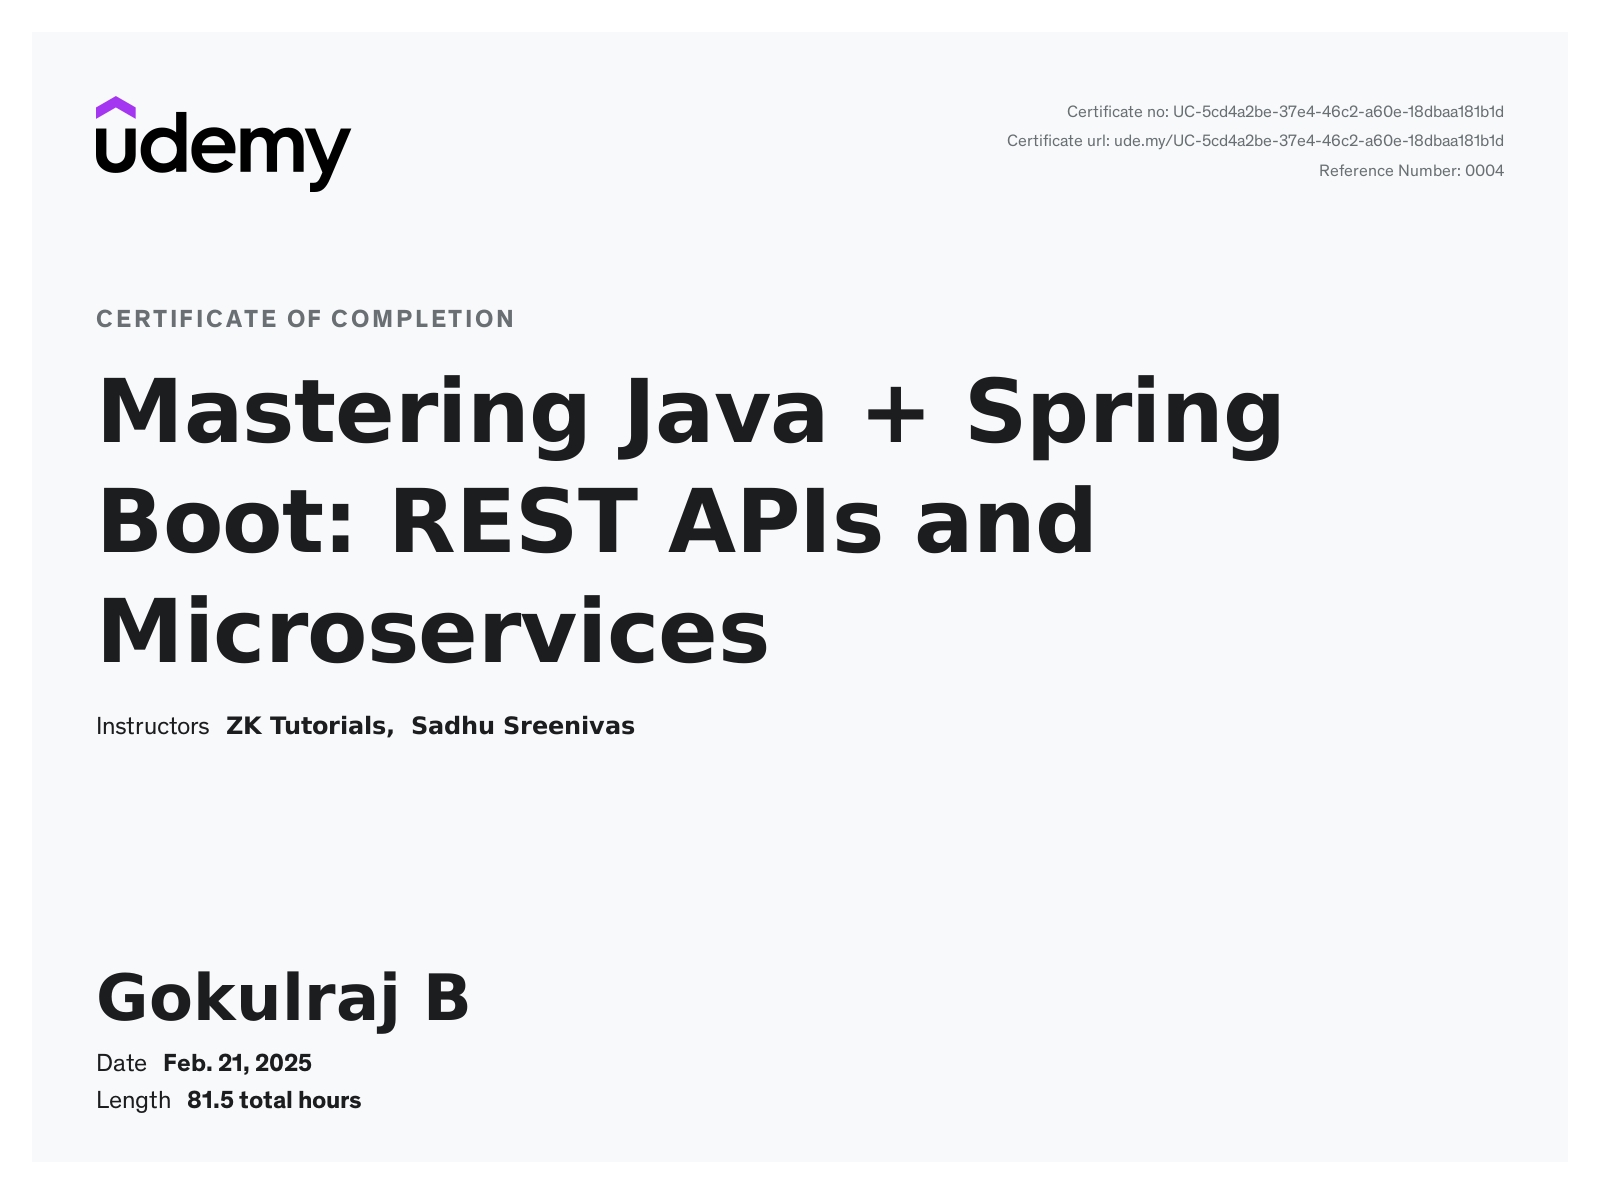 udemy
Certificate no: UC-5cd4a2be-37e4-46c2-a60e-18dbaa181b1d
Certificate url: ude.my/UC-5cd4a2be-37e4-46c2-a60e-18dbaa181b1d
Reference Number: 0004
CERTIFICATE OF COMPLETION
Mastering Java + Spring
Boot: REST APIs and
Microservices
Instructors ZK Tutorials, Sadhu Sreenivas
Gokulraj B
Date Feb. 21, 2025
Length 81.5 total hours